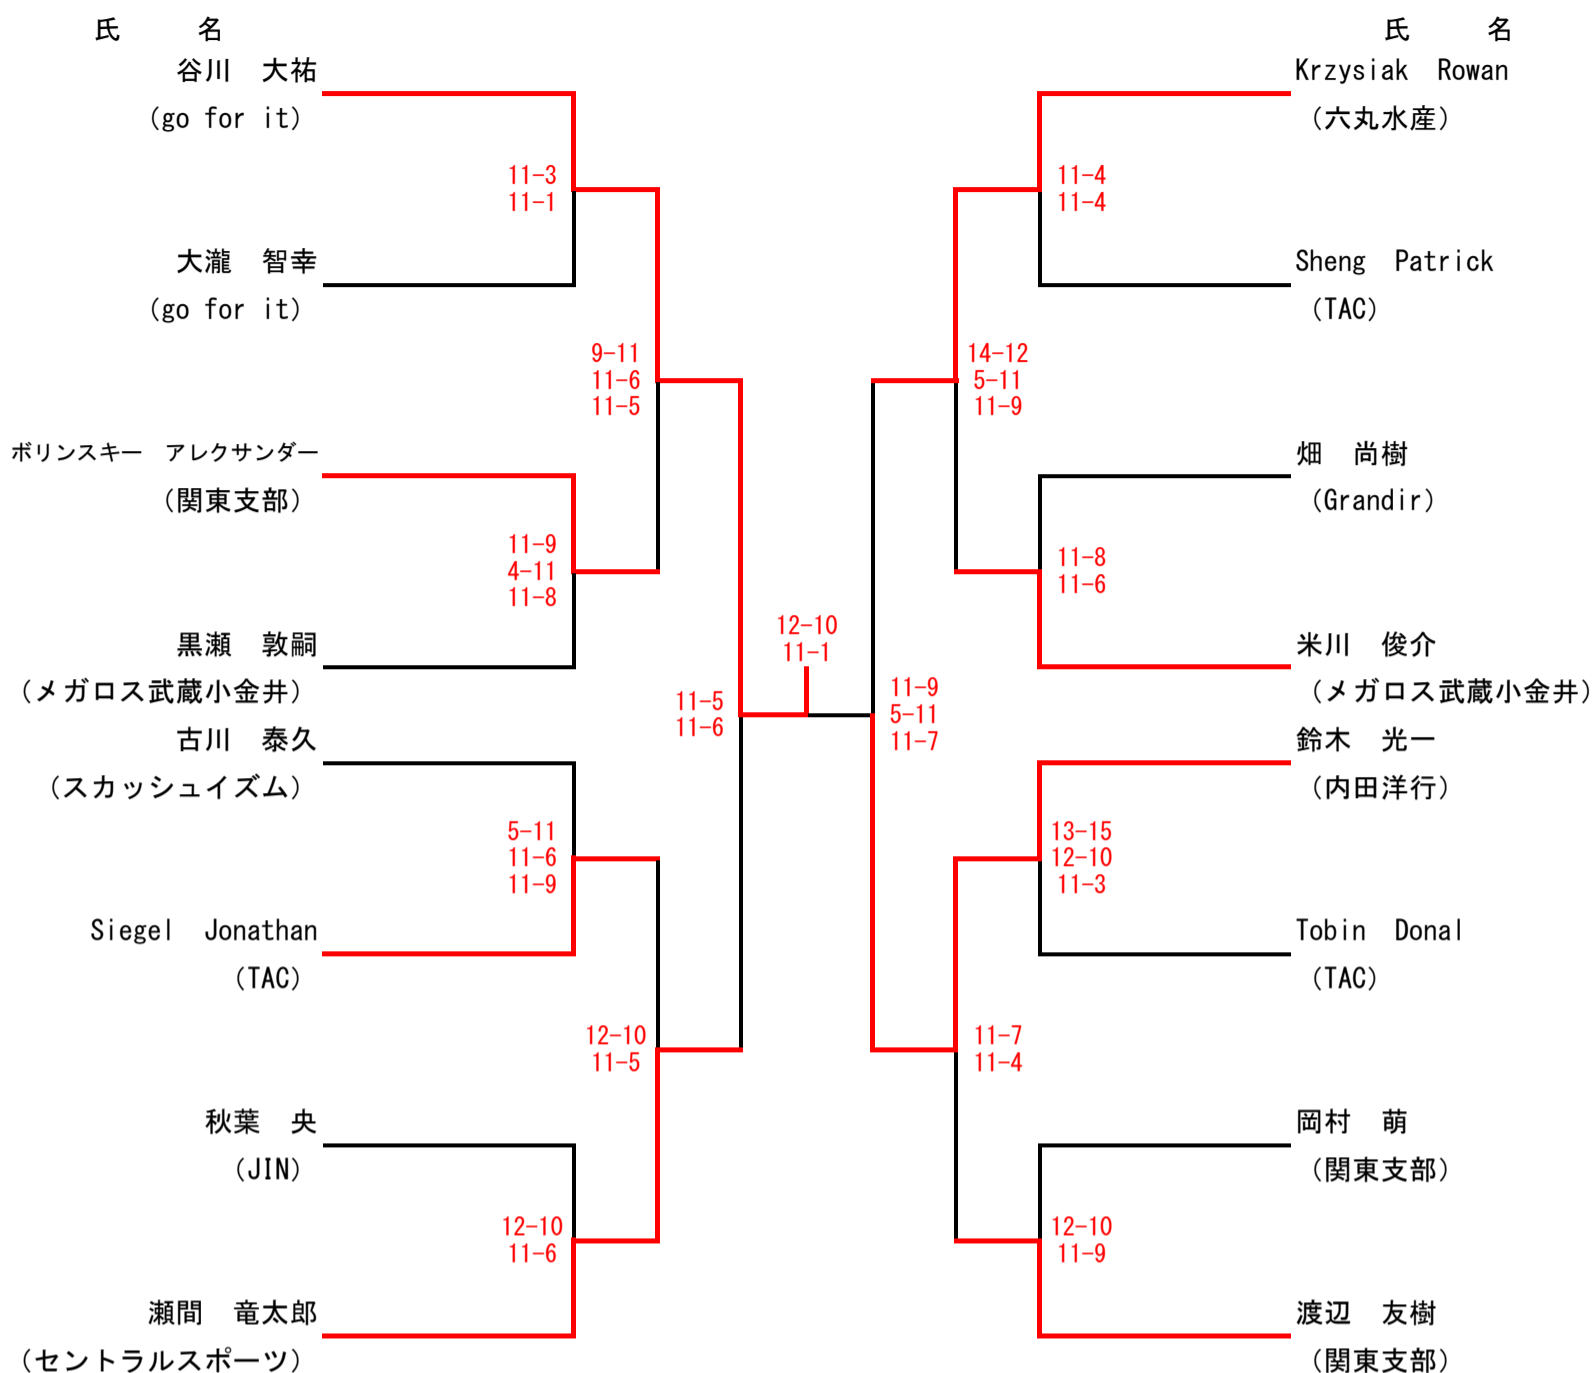 氏　名
谷川　大祐
(go for it)
11-3
11-1
大瀧　智幸
(go for it)
9-11
11-6
11-5
ボリンスキー　アレクサンダー
(関東支部)
11-9
4-11
11-8
黒瀬　敦嗣
(メガロス武蔵小金井)
古川　泰久
(スカッシュイズム)
5-11
11-6
11-9
Siegel　Jonathan
(TAC)
12-10
11-5
秋葉　央
(JIN)
12-10
11-6
瀬間　竜太郎
(セントラルスポーツ)
11-5
11-6
12-10
11-1
11-9
5-11
11-7
氏　名
Krzysiak　Rowan
(六丸水産)
11-4
11-4
Sheng　Patrick
(TAC)
14-12
5-11
11-9
畑　尚樹
(Grandir)
11-8
11-6
米川　俊介
(メガロス武蔵小金井)
鈴木　光一
(内田洋行)
13-15
12-10
11-3
Tobin　Donal
(TAC)
11-7
11-4
岡村　萌
(関東支部)
12-10
11-9
渡辺　友樹
(関東支部)